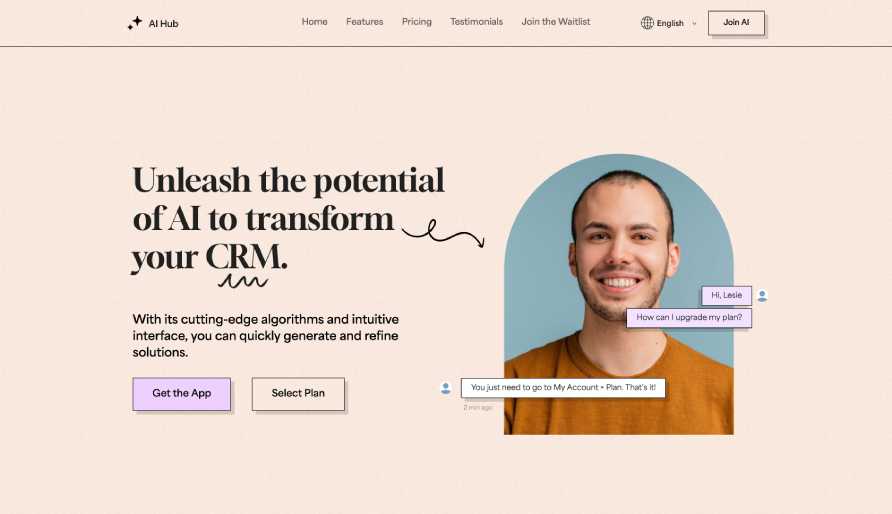 AI Hub
Home
Features
Pricing
Testimonials
Join the Waitlist
English
Join AI
Unleash the potential
of AI to transform
your CRM.
With its cutting-edge algorithms and intuitive
interface, you can quickly generate and refine
solutions.
Get the App
Select Plan
Hi, Lesie
How can I upgrade my plan?
You just need to go to My Account • Plan. That's it!
2 min ago